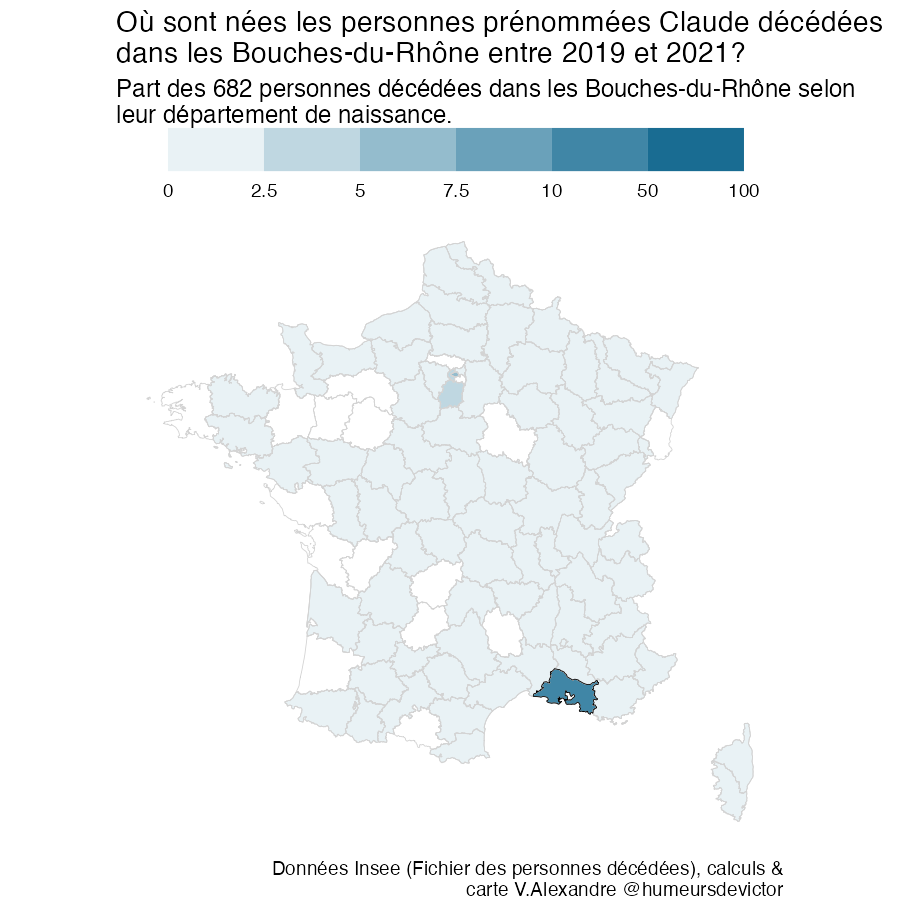 Où sont nées les personnes prénommées Claude décédées
dans les Bouches-du-Rhône entre 2019 et 2021?
Part des 682 personnes décédées dans les Bouches-du-Rhône selon
leur département de naissance.
0 2.5 5 7.5 10 50 100
Données Insee (Fichier des personnes décédées), calculs &
carte V.Alexandre @humeursdevictor